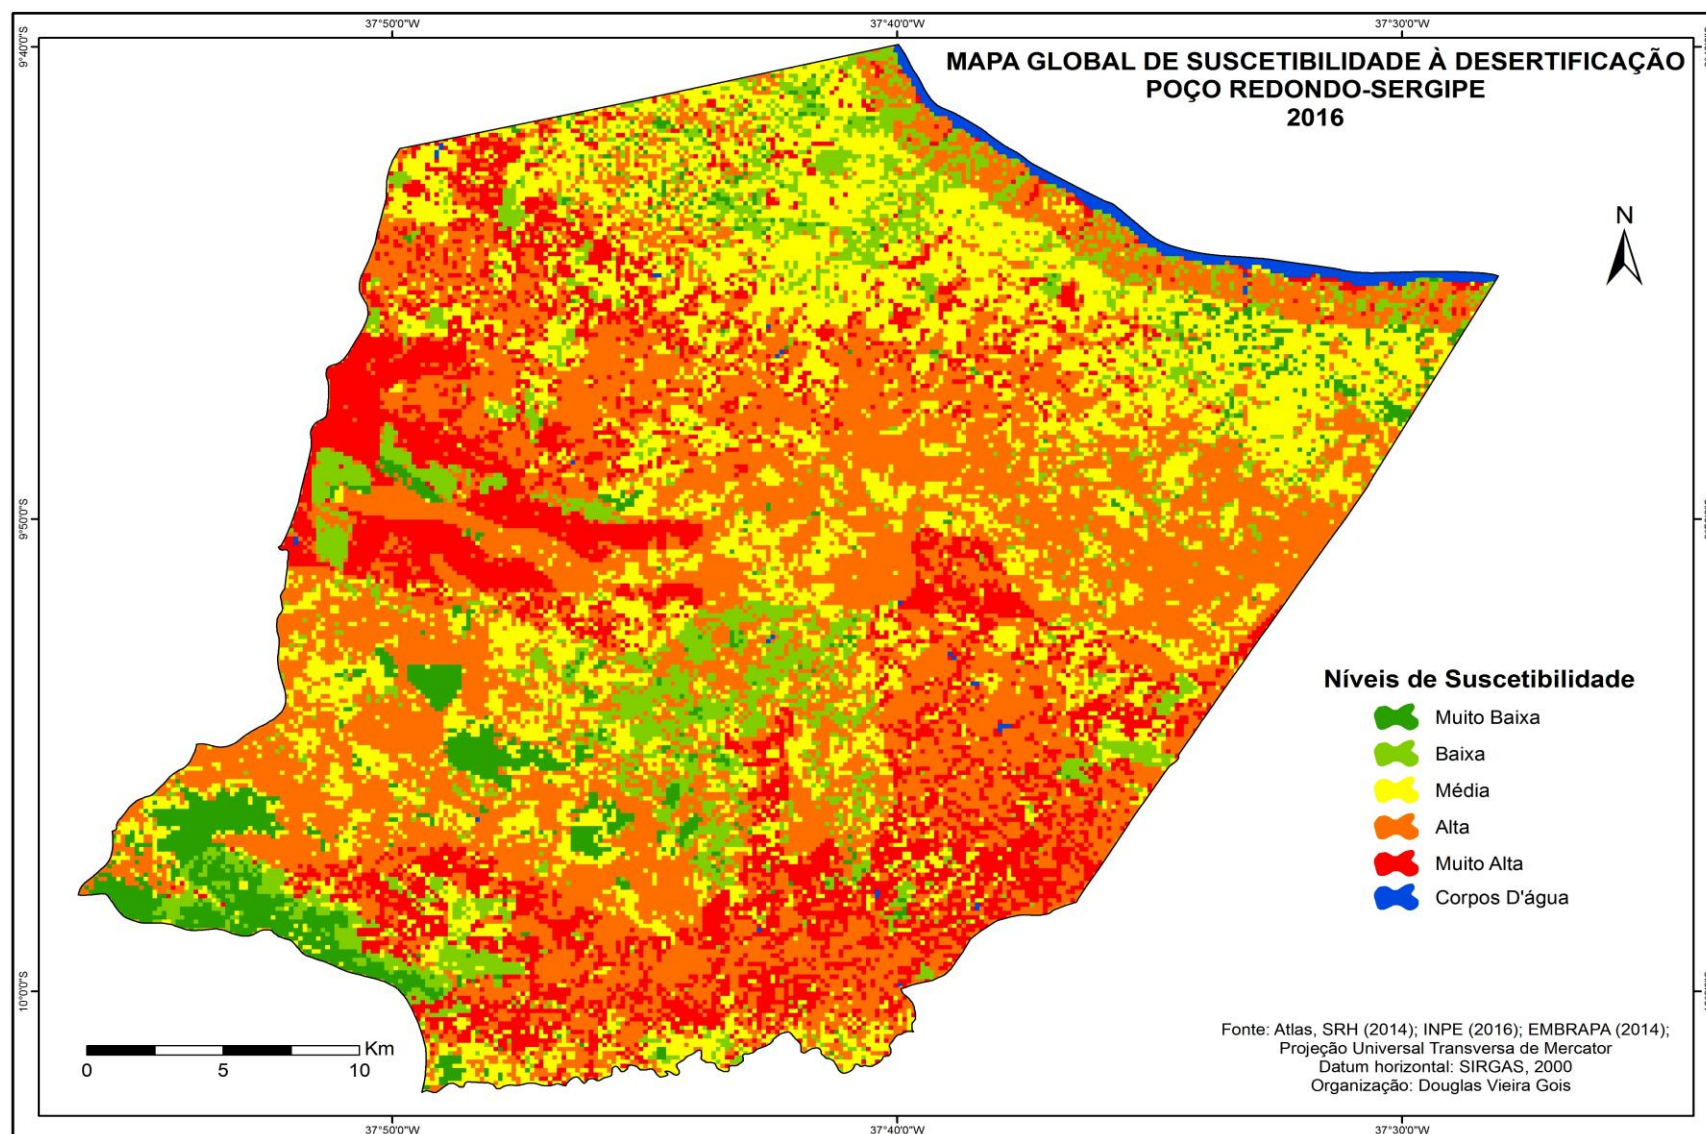 37°50'0"W
37°40'0"W
37°30'0"W
9°40'0"S
MAPA GLOBAL DE SUSCETIBILIDADE À DESERTIFICAÇÃO
POÇO REDONDO-SERGIPE
2016
N
9°50'0"S
Níveis de Suscetibilidade
Muito Baixa
Baixa
Média
Alta
Muito Alta
Corpos D'água
10°0'0"S
Km
0 5 10
Fonte: Atlas, SRH (2014); INPE (2016); EMBRAPA (2014);
Projeção Universal Transversa de Mercator
Datum horizontal: SIRGAS, 2000
Organização: Douglas Vieira Gois
37°50'0"W
37°40'0"W
37°30'0"W